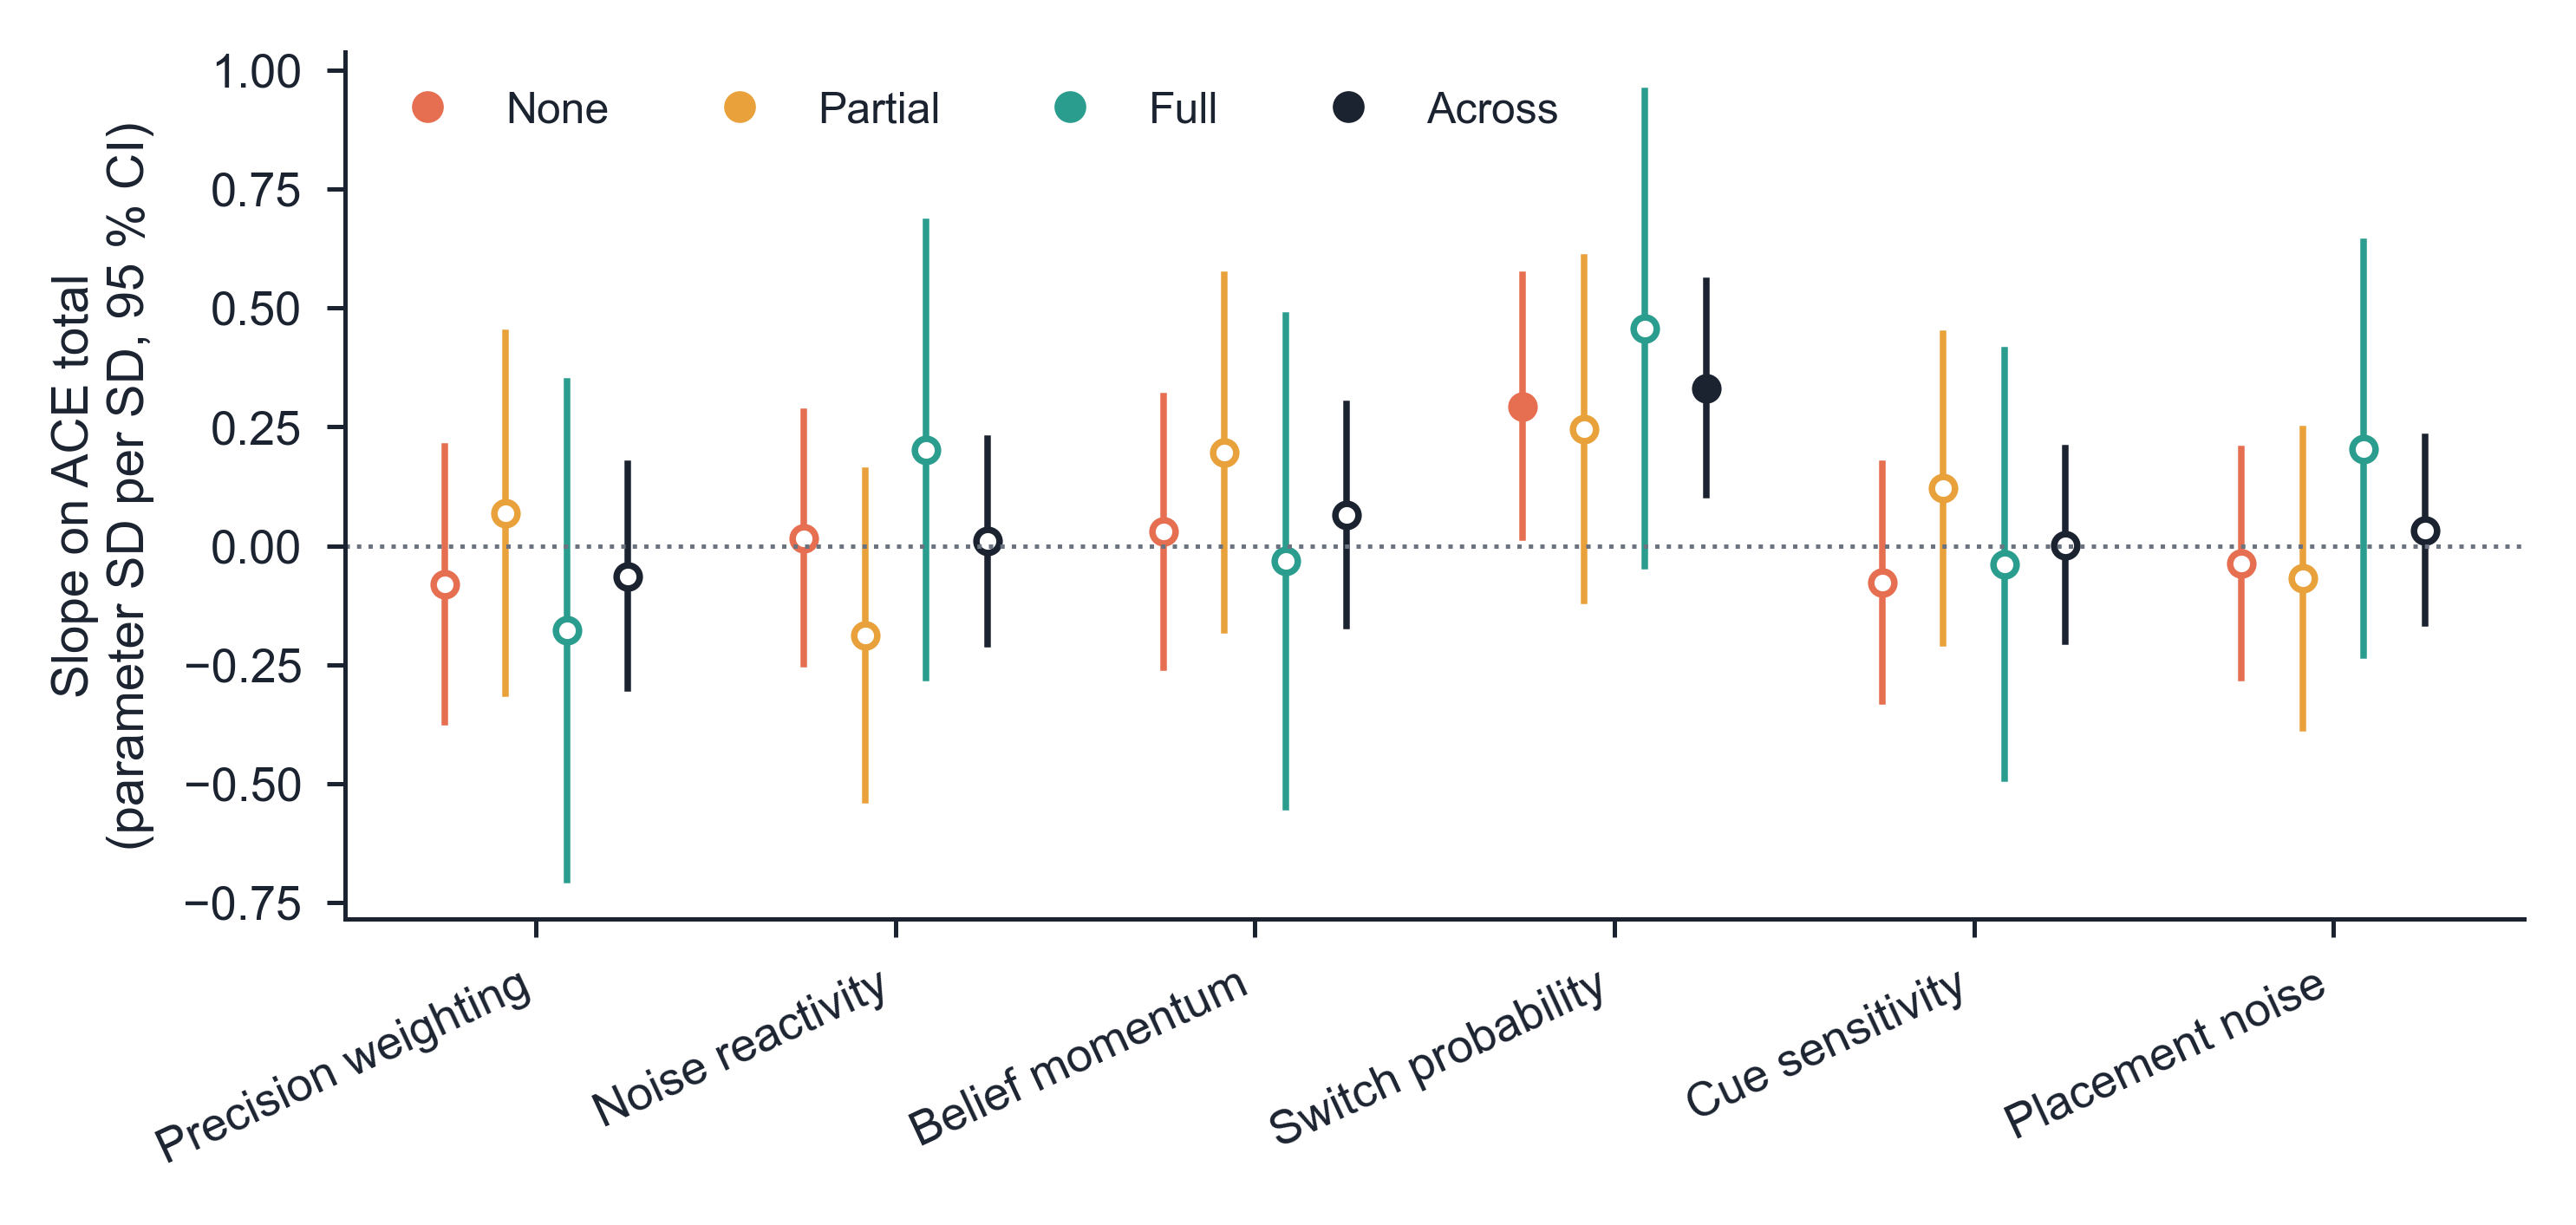 Slope on ACE total
(parameter SD per SD, 95 % CI)
1.00
0.75
0.50
0.25
0.00
−0.25
−0.50
−0.75
None Partial Full Across
Precision weighting
Noise reactivity
Belief momentum
Switch probability
Cue sensitivity
Placement noise